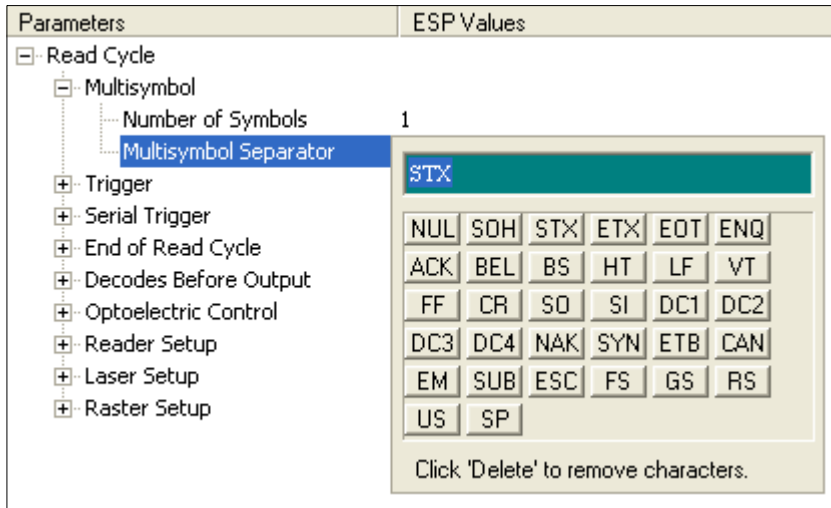 Parameters ESP Values
Read Cycle
Multisymbol
Number of Symbols 1
Multisymbol Separator
STX
Trigger
Serial Trigger
End of Read Cycle
Decodes Before Output
Optoelectric Control
Reader Setup
Laser Setup
Raster Setup
NUL SOH STX ETX EOT ENQ
ACK BEL BS HT LF VT
FF CR SO SI DC1 DC2
DC3 DC4 NAK SYN ETB CAN
EM SUB ESC FS GS RS
US SP
Click 'Delete' to remove characters.